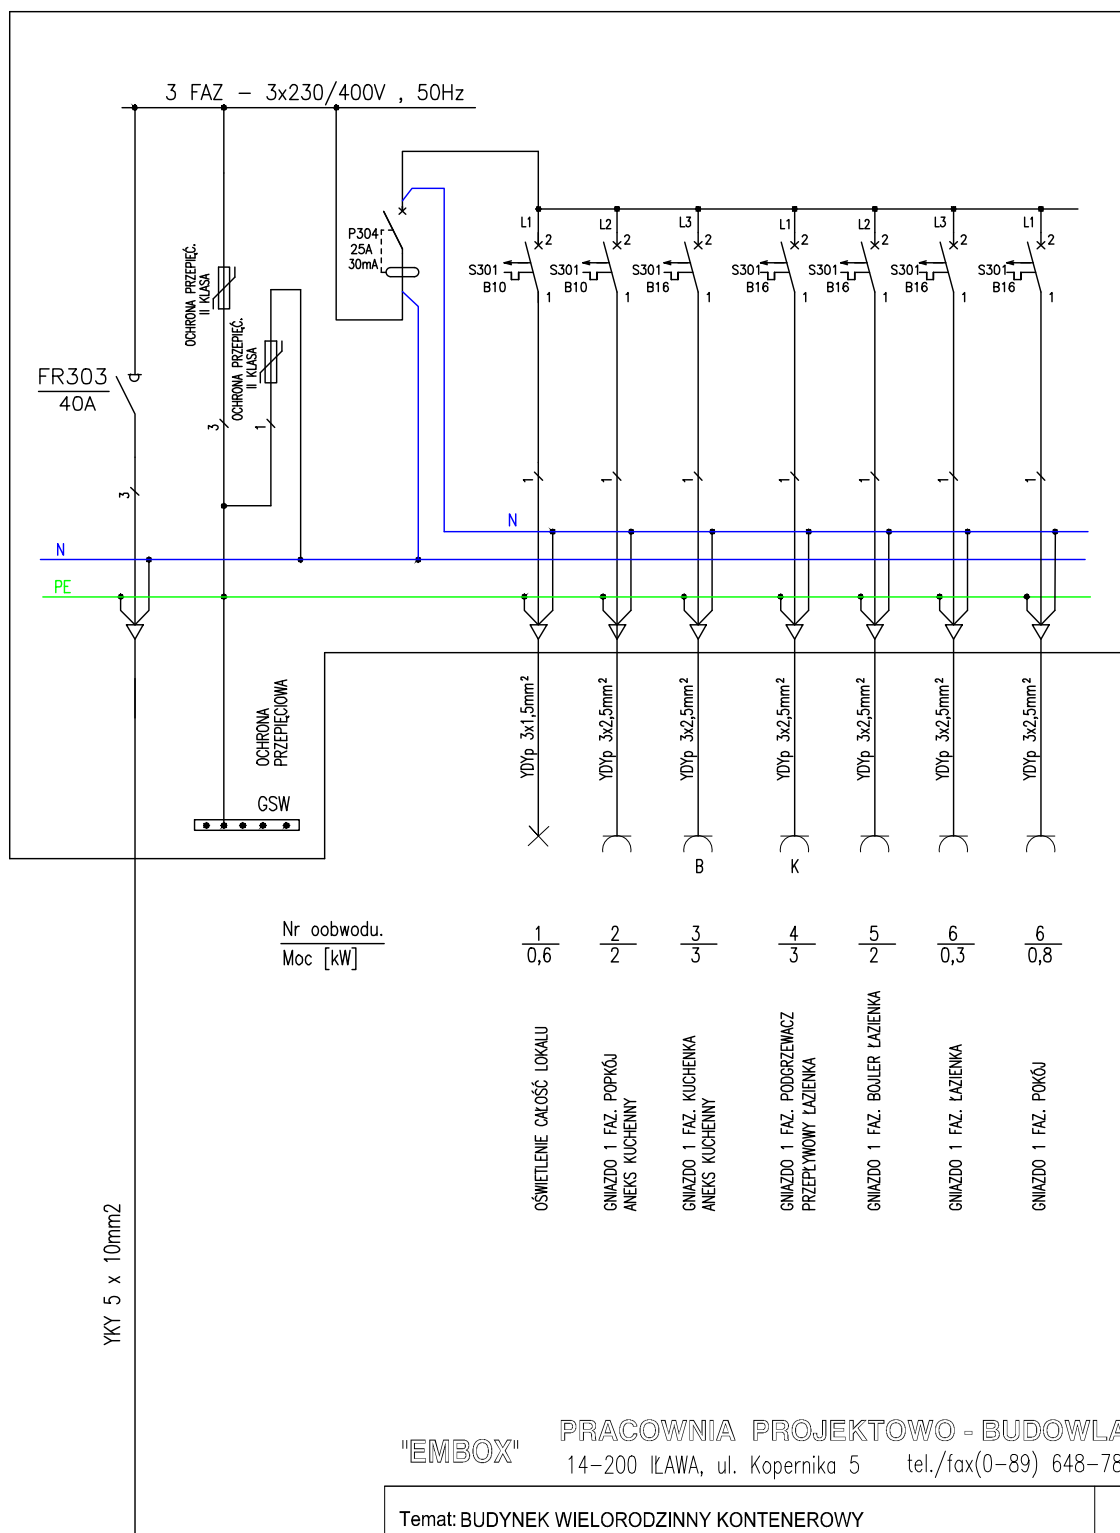 3 FAZ - 3x230/400V , 50Hz
FR303
40A
OCHRONA PRZEPIĘĆ.
II KLASA
OCHRONA PRZEPIĘĆ.
II KLASA
P304
25A
30mA
L1
L2
L3
L1
L2
L3
L1
2
2
2
2
2
2
2
S301
B10
S301
B10
S301
B16
S301
B16
S301
B16
S301
B16
S301
B16
1
1
1
1
1
1
1
3
1
3
1
1
1
1
1
1
1
N
N
PE
OCHRONA
PRZEPIĘCIOWA
GSW
YDYp 3x1,5mm²
YDYp 3x2,5mm²
YDYp 3x2,5mm²
YDYp 3x2,5mm²
YDYp 3x2,5mm²
YDYp 3x2,5mm²
YDYp 3x2,5mm²
B
K
Nr oobwodu.
Moc [kW]
1
0,6
2
2
3
3
4
3
5
2
6
0,3
6
0,8
OŚWIETLENIE CAŁOŚĆ LOKALU
GNIAZDO 1 FAZ. POPKÓJ
ANEKS KUCHENNY
GNIAZDO 1 FAZ. KUCHENKA
ANEKS KUCHENNY
GNIAZDO 1 FAZ. PODGRZEWACZ
PRZEPŁYWOWY ŁAZIENKA
GNIAZDO 1 FAZ. BOJLER ŁAZIENKA
GNIAZDO 1 FAZ. ŁAZIENKA
GNIAZDO 1 FAZ. POKÓJ
YKY 5 x 10mm2
"EMBOX"
PRACOWNIA PROJEKTOWO - BUDOWLA
14-200 IŁAWA, ul. Kopernika 5 tel./fax(0-89) 648-78
Temat: BUDYNEK WIELORODZINNY KONTENEROWY